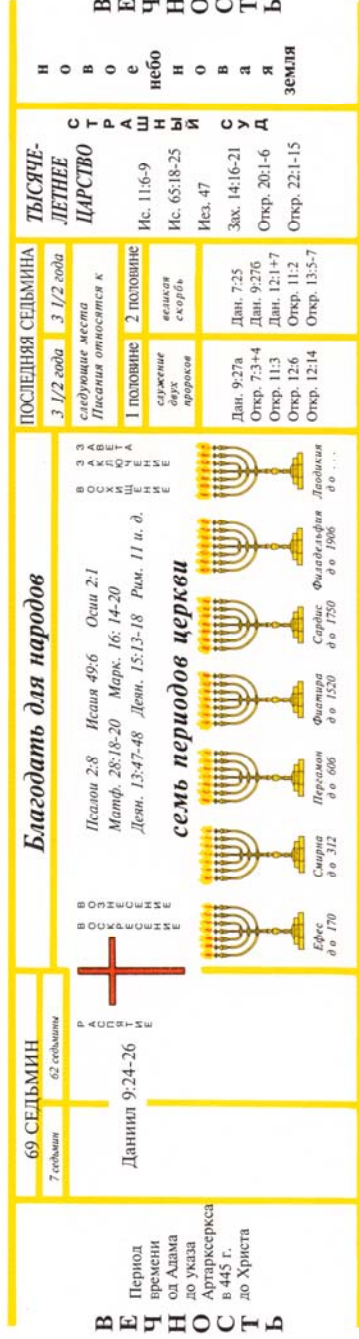 ВЕЧНОСТЬ
Период
времени
од Адама
до указа
Артарксеркса
в 445 г.
до Христа
69 СЕДЬМИН
7 седьмин
62 седьмины
Даниил 9:24-26
РАСПЯТИЕ
Благодать для народов
ВОСКРЕСЕНИЕ
ВОЗНЕСЕНИЕ
Псалом 2:8 Исаия 49:6 Осии 2:1
Матф. 28:18-20 Марк. 16: 14-20
Деян. 13:47-48 Деян. 15:13-18 Рим. 11 и. д.
семь периодов церкви
Ефес
до 170
Смирна
до 312
Пергамон
до 606
Фиатира
до 1520
Сардис
до 1750
Филадельфия
до 1906
Лаодикия
до ...
ВОСХИЩЕНИЕ
ЗАКЛЮЧЕНИЕ
ЗАВЕТА
ПОСЛЕДНЯЯ СЕДЬМИНА
3 1/2 года 3 1/2 года
следующие места
Писания относятся к
1 половине
2 половине
служение
двух
пророков
великая
скорбь
Дан. 9:27а
Откр. 7:3+4
Откр. 11:3
Откр. 12:6
Откр. 12:14
Дан. 7:25
Дан. 9:27б
Дан. 12:1+7
Откр. 11:2
Откр. 13:5-7
ТЫСЯЧЕ-
ЛЕТНЕЕ
ЦАРСТВО
Ис. 11:6-9
Ис. 65:18-25
Иез. 47
Зах. 14:16-21
Откр. 20:1-6
Откр. 22:1-15
СТРАШНЫЙ СУД
новое
небо
новая
земля
ВЕЧНОСТЬ